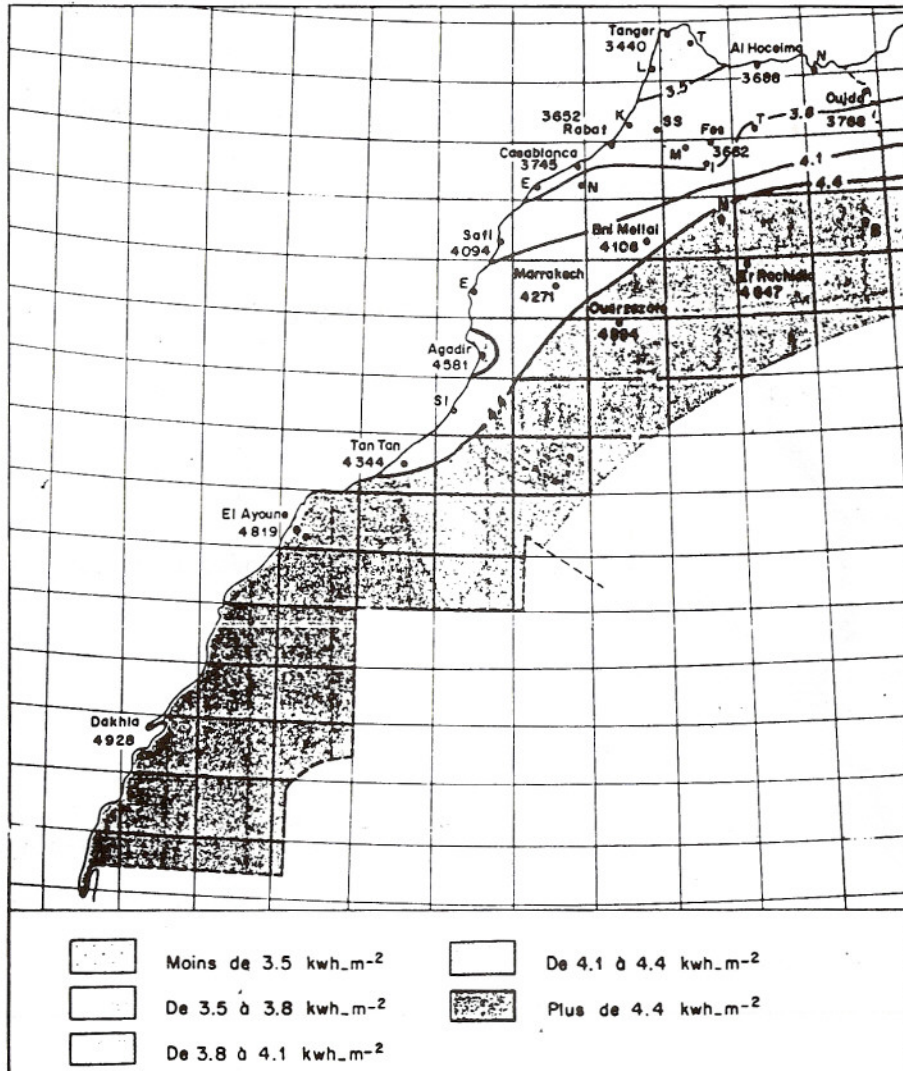 Tanger
3440
T
Al Hoceima
3688
N
L
3.5
Oujda
3788
3652
Rabat
K
SS
Fes
3662
T
3.8
M
I
Casablanca
3745
E
N
4.1
4.4
Safi
4094
Bni Mellal
4106
M
B
E
Marrakech
4271
Er Rachidia
4847
Ouarzazate
4994
Agadir
4581
SI
Tan Tan
4344
El Ayoune
4819
Dakhla
4928
Moins de 3.5 kwh_m-²
De 4.1 à 4.4 kwh_m-²
De 3.5 à 3.8 kwh_m-²
Plus de 4.4 kwh_m-²
De 3.8 à 4.1 kwh_m-²